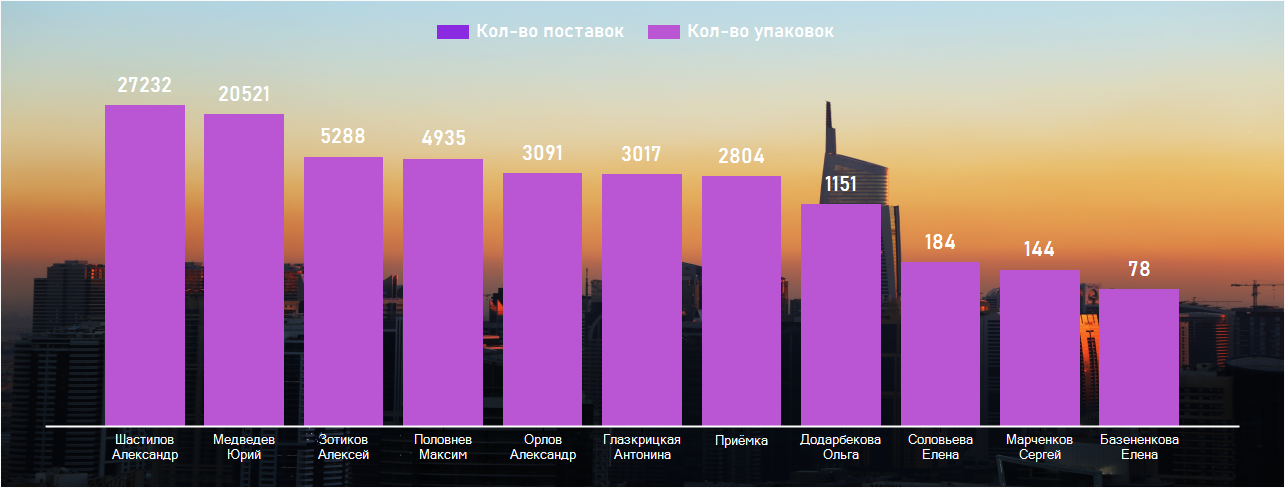 Кол-во поставок Кол-во упаковок
27232
20521
5288
4935
3091
3017
2804
1151
184
144
78
Шастилов
Александр
Медведев
Юрий
Зотиков
Алексей
Половнев
Максим
Орлов
Александр
Глазкрицкая
Антонина
Приёмка
Додарбекова
Ольга
Соловьева
Елена
Марченков
Сергей
Базененкова
Елена